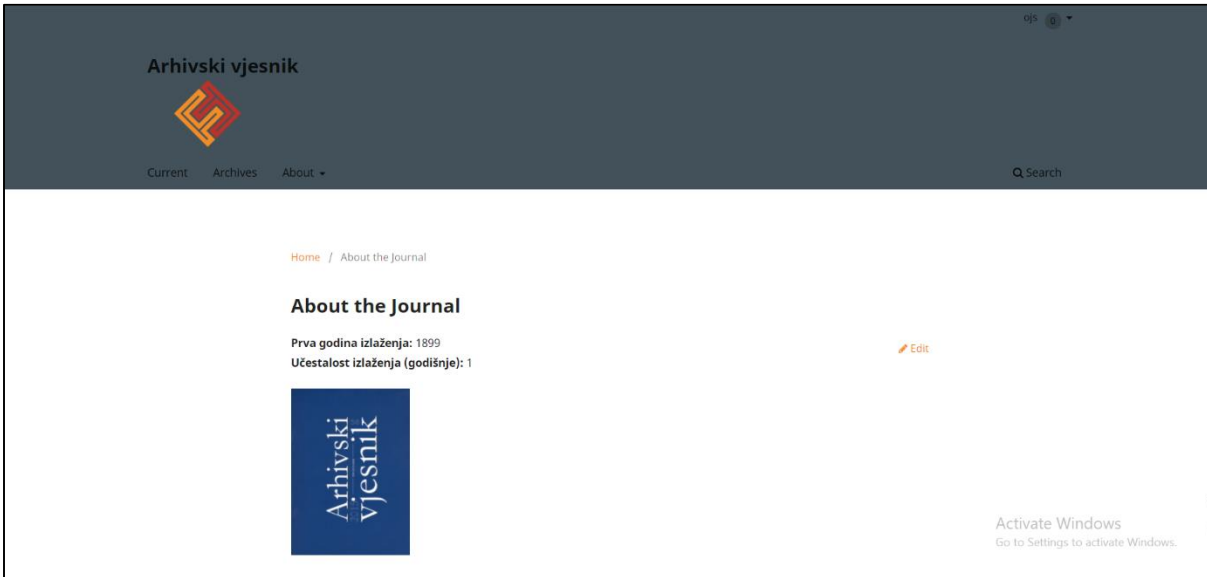 ojs 0
Arhivski vjesnik
Current Archives About
Search
Home / About the Journal
About the Journal
Prva godina izlaženja: 1899
Edit
Učestalost izlaženja (godišnje): 1
Arhivski
vjesnik
Activate Windows
Go to Settings to activate Windows.